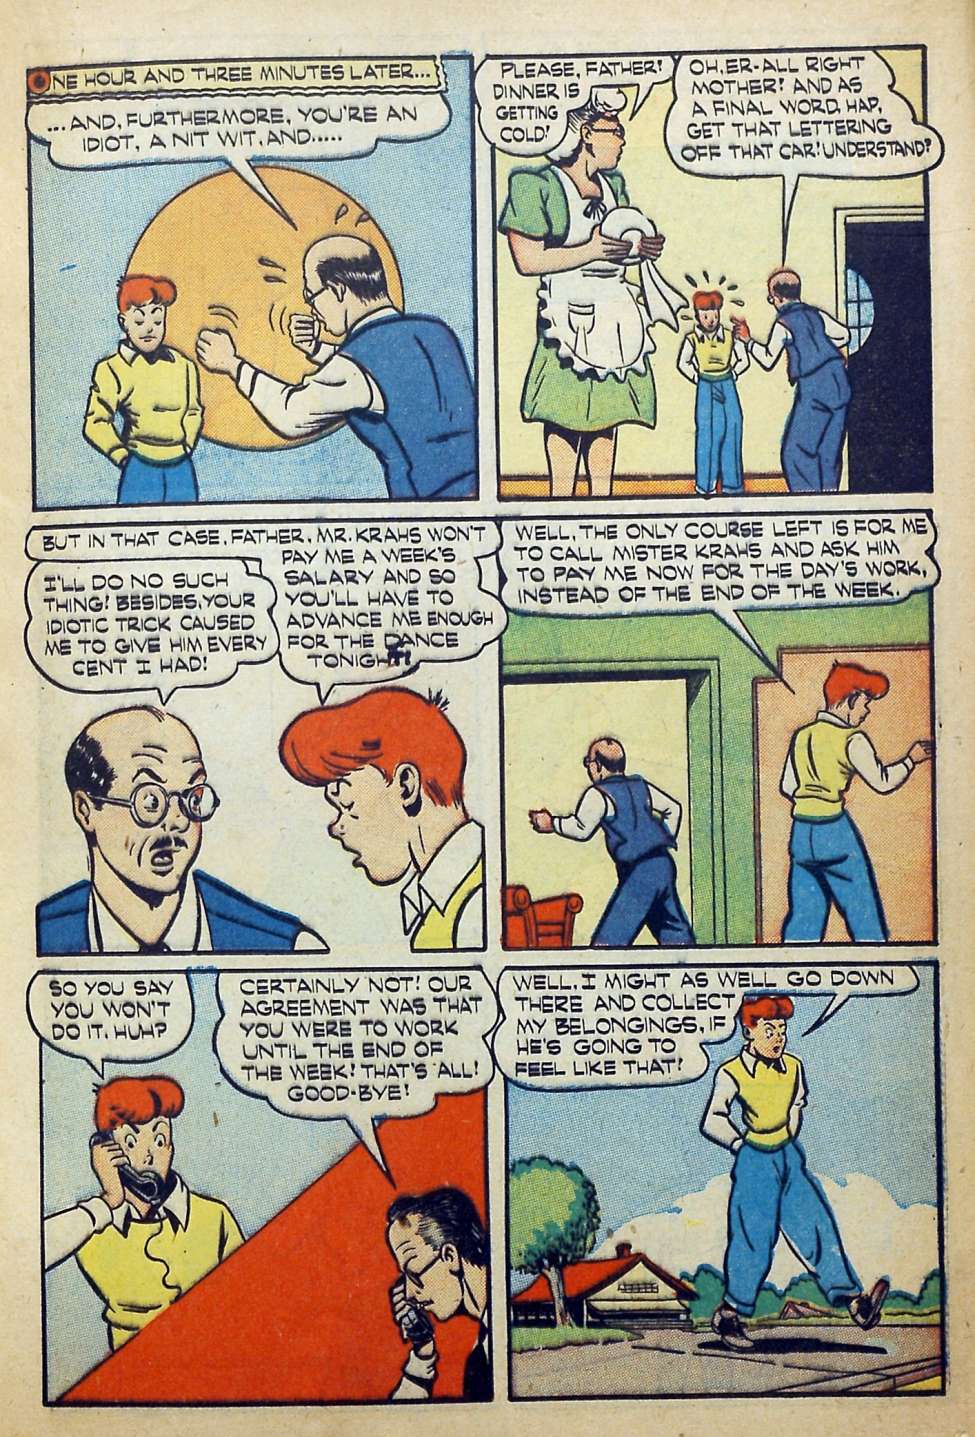 ONE HOUR AND THREE MINUTES LATER...
...AND, FURTHERMORE, YOU'RE AN
IDIOT, A NIT WIT, AND.....
PLEASE, FATHER!
DINNER IS
GETTING
COLD!
OH, ER-ALL RIGHT
MOTHER! AND AS
A FINAL WORD, HAP,
GET THAT LETTERING
OFF THAT CAR! UNDERSTAND?
BUT IN THAT CASE, FATHER, MR. KRAHS WON'T
PAY ME A WEEK'S
SALARY AND SO
YOU'LL HAVE TO
ADVANCE ME ENOUGH
FOR THE DANCE
TONIGHT!
I'LL DO NO SUCH
THING! BESIDES, YOUR
IDIOTIC TRICK CAUSED
ME TO GIVE HIM EVERY
CENT I HAD!
WELL, THE ONLY COURSE LEFT IS FOR ME
TO CALL MISTER KRAHS AND ASK HIM
TO PAY ME NOW FOR THE DAY'S WORK,
INSTEAD OF THE END OF THE WEEK.
SO YOU SAY
YOU WON'T
DO IT, HUH?
CERTAINLY NOT! OUR
AGREEMENT WAS THAT
YOU WERE TO WORK
UNTIL THE END OF
THE WEEK! THAT'S ALL!
GOOD-BYE!
WELL, I MIGHT AS WELL GO DOWN
THERE AND COLLECT
MY BELONGINGS, IF
HE'S GOING TO
FEEL LIKE THAT!